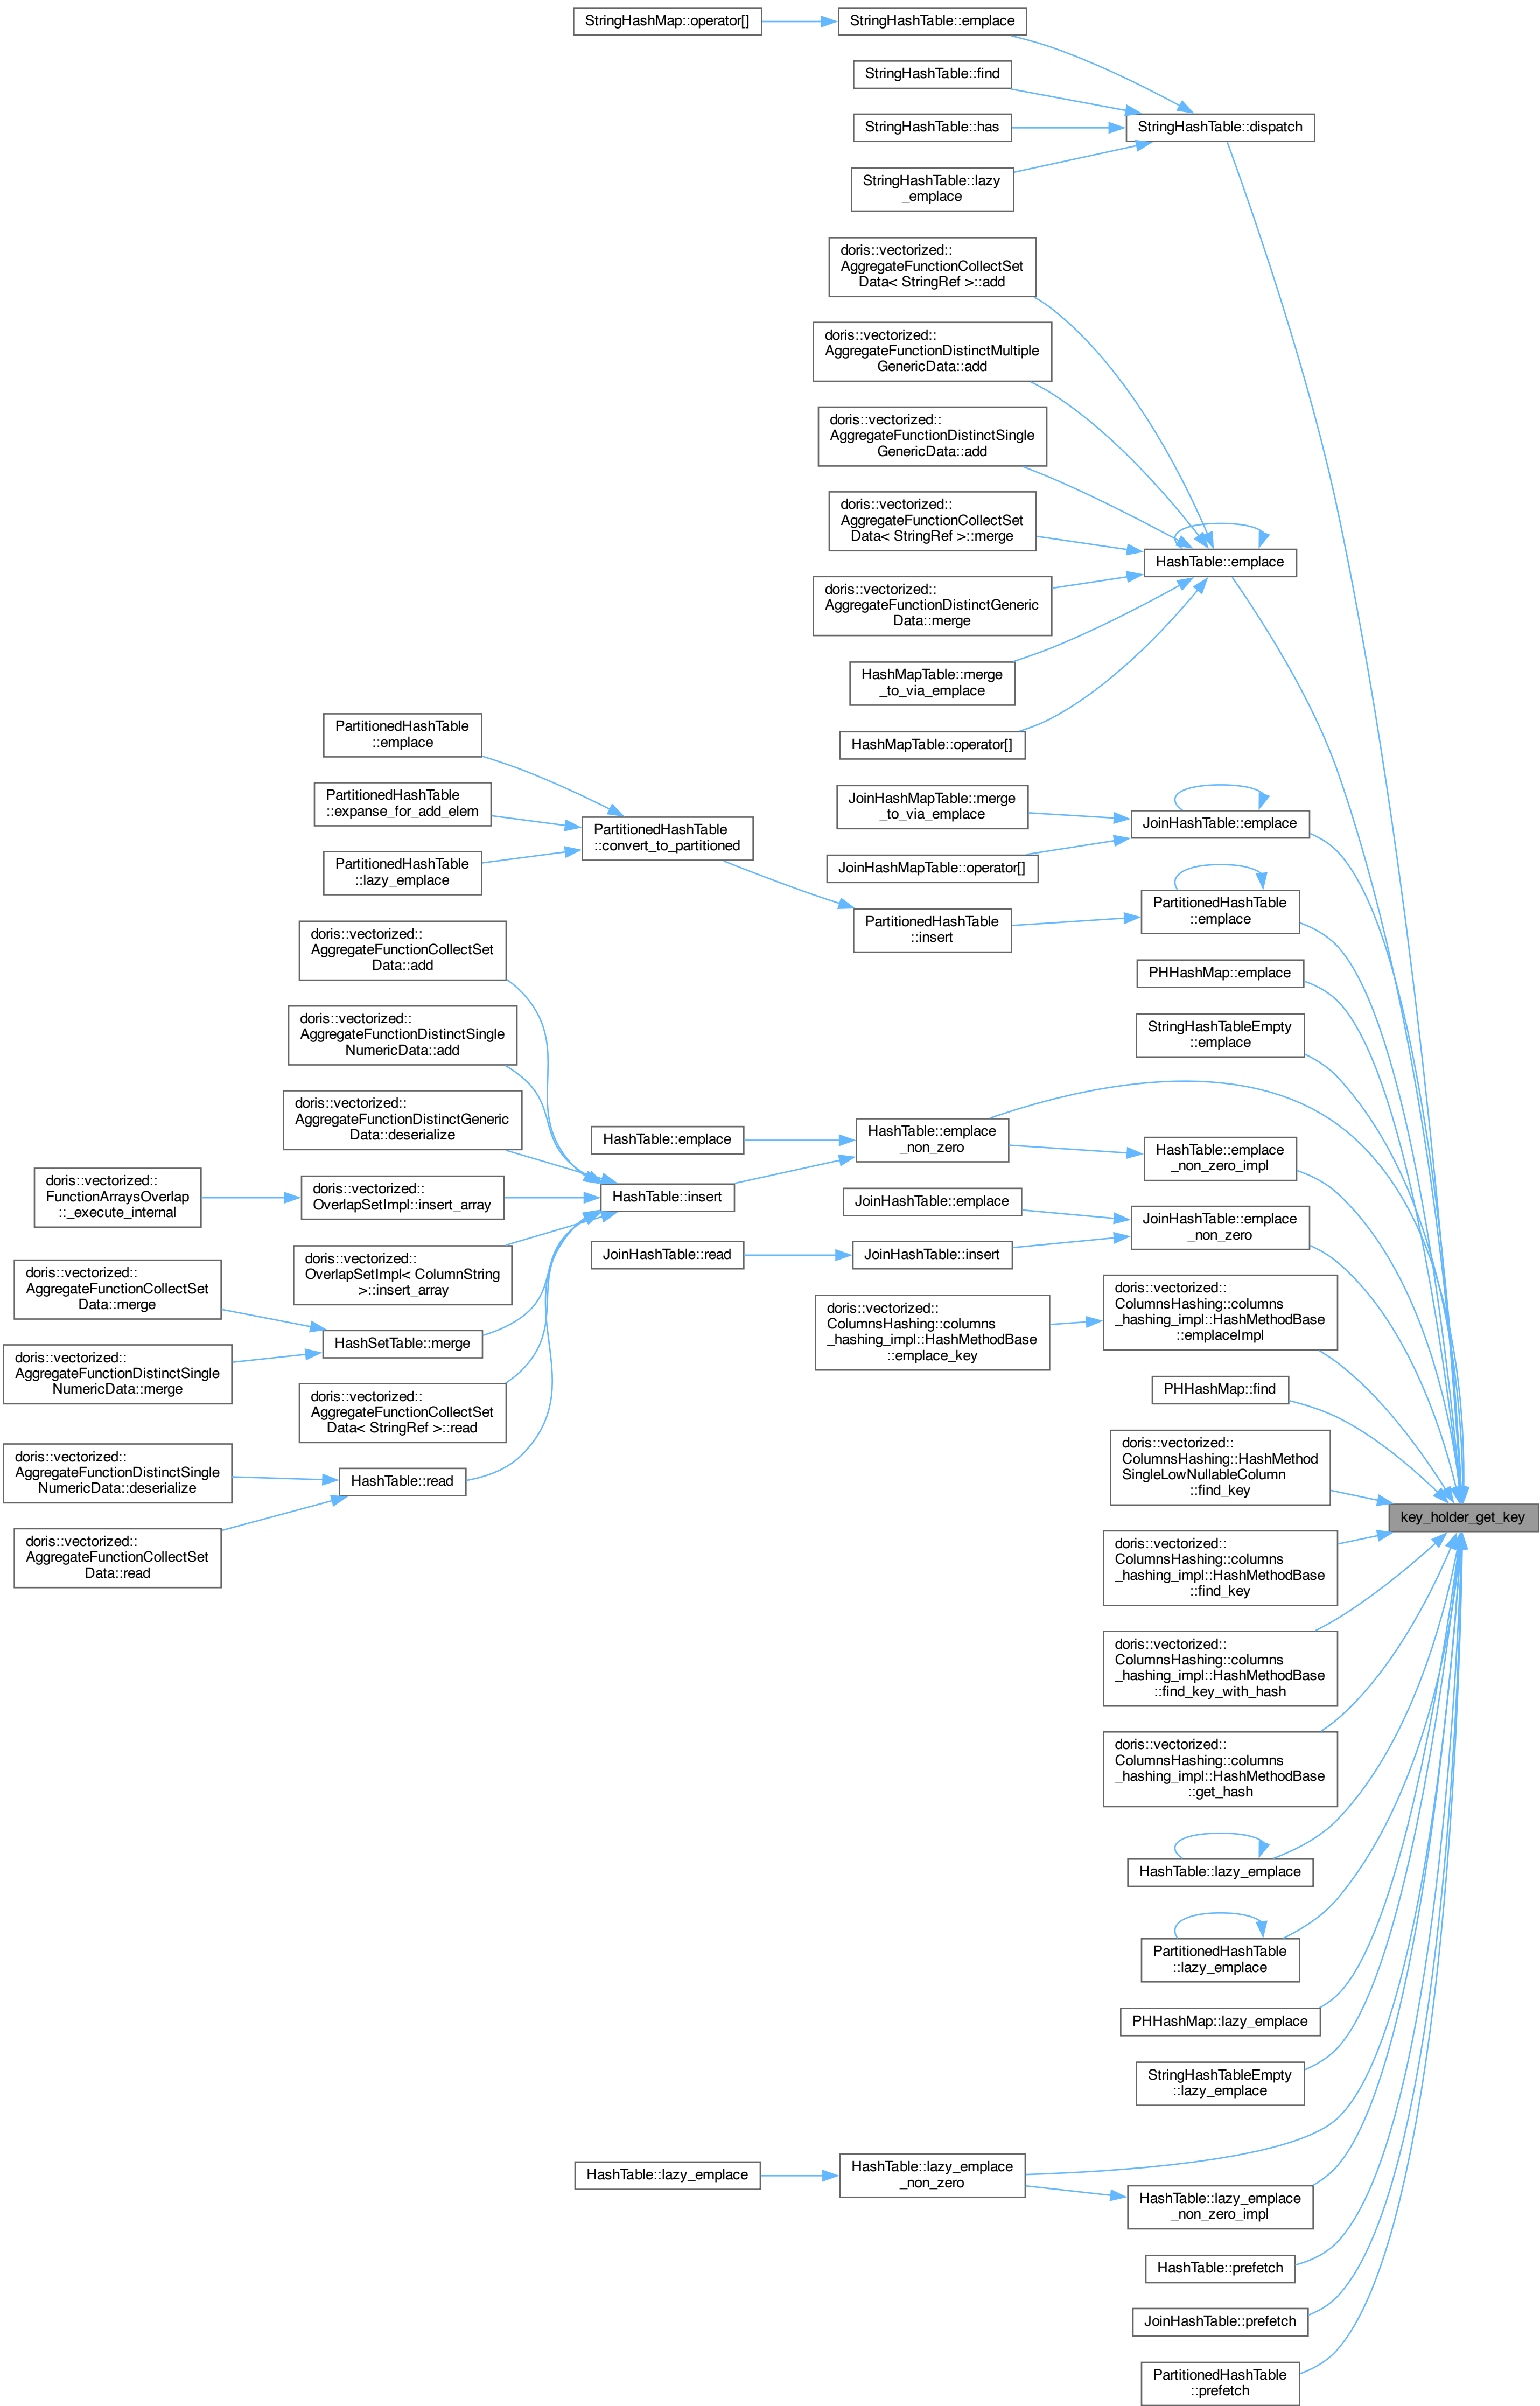 StringHashMap::operator[]
StringHashTable::emplace
StringHashTable::find
StringHashTable::has
StringHashTable::lazy
_emplace
StringHashTable::dispatch
doris::vectorized::
AggregateFunctionCollectSet
Data< StringRef >::add
doris::vectorized::
AggregateFunctionDistinctMultiple
GenericData::add
doris::vectorized::
AggregateFunctionDistinctSingle
GenericData::add
doris::vectorized::
AggregateFunctionCollectSet
Data< StringRef >::merge
doris::vectorized::
AggregateFunctionDistinctGeneric
Data::merge
HashMapTable::merge
_to_via_emplace
HashMapTable::operator[]
HashTable::emplace
PartitionedHashTable
::emplace
PartitionedHashTable
::expanse_for_add_elem
PartitionedHashTable
::lazy_emplace
PartitionedHashTable
::convert_to_partitioned
JoinHashMapTable::merge
_to_via_emplace
JoinHashMapTable::operator[]
JoinHashTable::emplace
PartitionedHashTable
::insert
PartitionedHashTable
::emplace
PHHashMap::emplace
StringHashTableEmpty
::emplace
doris::vectorized::
AggregateFunctionCollectSet
Data::add
doris::vectorized::
AggregateFunctionDistinctSingle
NumericData::add
doris::vectorized::
AggregateFunctionDistinctGeneric
Data::deserialize
doris::vectorized::
FunctionArraysOverlap
::_execute_internal
doris::vectorized::
OverlapSetImpl::insert_array
doris::vectorized::
OverlapSetImpl< ColumnString
>::insert_array
doris::vectorized::
AggregateFunctionCollectSet
Data::merge
doris::vectorized::
AggregateFunctionDistinctSingle
NumericData::merge
HashSetTable::merge
doris::vectorized::
AggregateFunctionCollectSet
Data< StringRef >::read
doris::vectorized::
AggregateFunctionDistinctSingle
NumericData::deserialize
doris::vectorized::
AggregateFunctionCollectSet
Data::read
HashTable::read
HashTable::emplace
HashTable::insert
JoinHashTable::read
HashTable::emplace
_non_zero
HashTable::emplace
_non_zero_impl
JoinHashTable::emplace
JoinHashTable::insert
JoinHashTable::emplace
_non_zero
doris::vectorized::
ColumnsHashing::columns
_hashing_impl::HashMethodBase
::emplace_key
doris::vectorized::
ColumnsHashing::columns
_hashing_impl::HashMethodBase
::emplaceImpl
PHHashMap::find
doris::vectorized::
ColumnsHashing::HashMethod
SingleLowNullableColumn
::find_key
key_holder_get_key
doris::vectorized::
ColumnsHashing::columns
_hashing_impl::HashMethodBase
::find_key
doris::vectorized::
ColumnsHashing::columns
_hashing_impl::HashMethodBase
::find_key_with_hash
doris::vectorized::
ColumnsHashing::columns
_hashing_impl::HashMethodBase
::get_hash
HashTable::lazy_emplace
PartitionedHashTable
::lazy_emplace
PHHashMap::lazy_emplace
StringHashTableEmpty
::lazy_emplace
HashTable::lazy_emplace
HashTable::lazy_emplace
_non_zero
HashTable::lazy_emplace
_non_zero_impl
HashTable::prefetch
JoinHashTable::prefetch
PartitionedHashTable
::prefetch